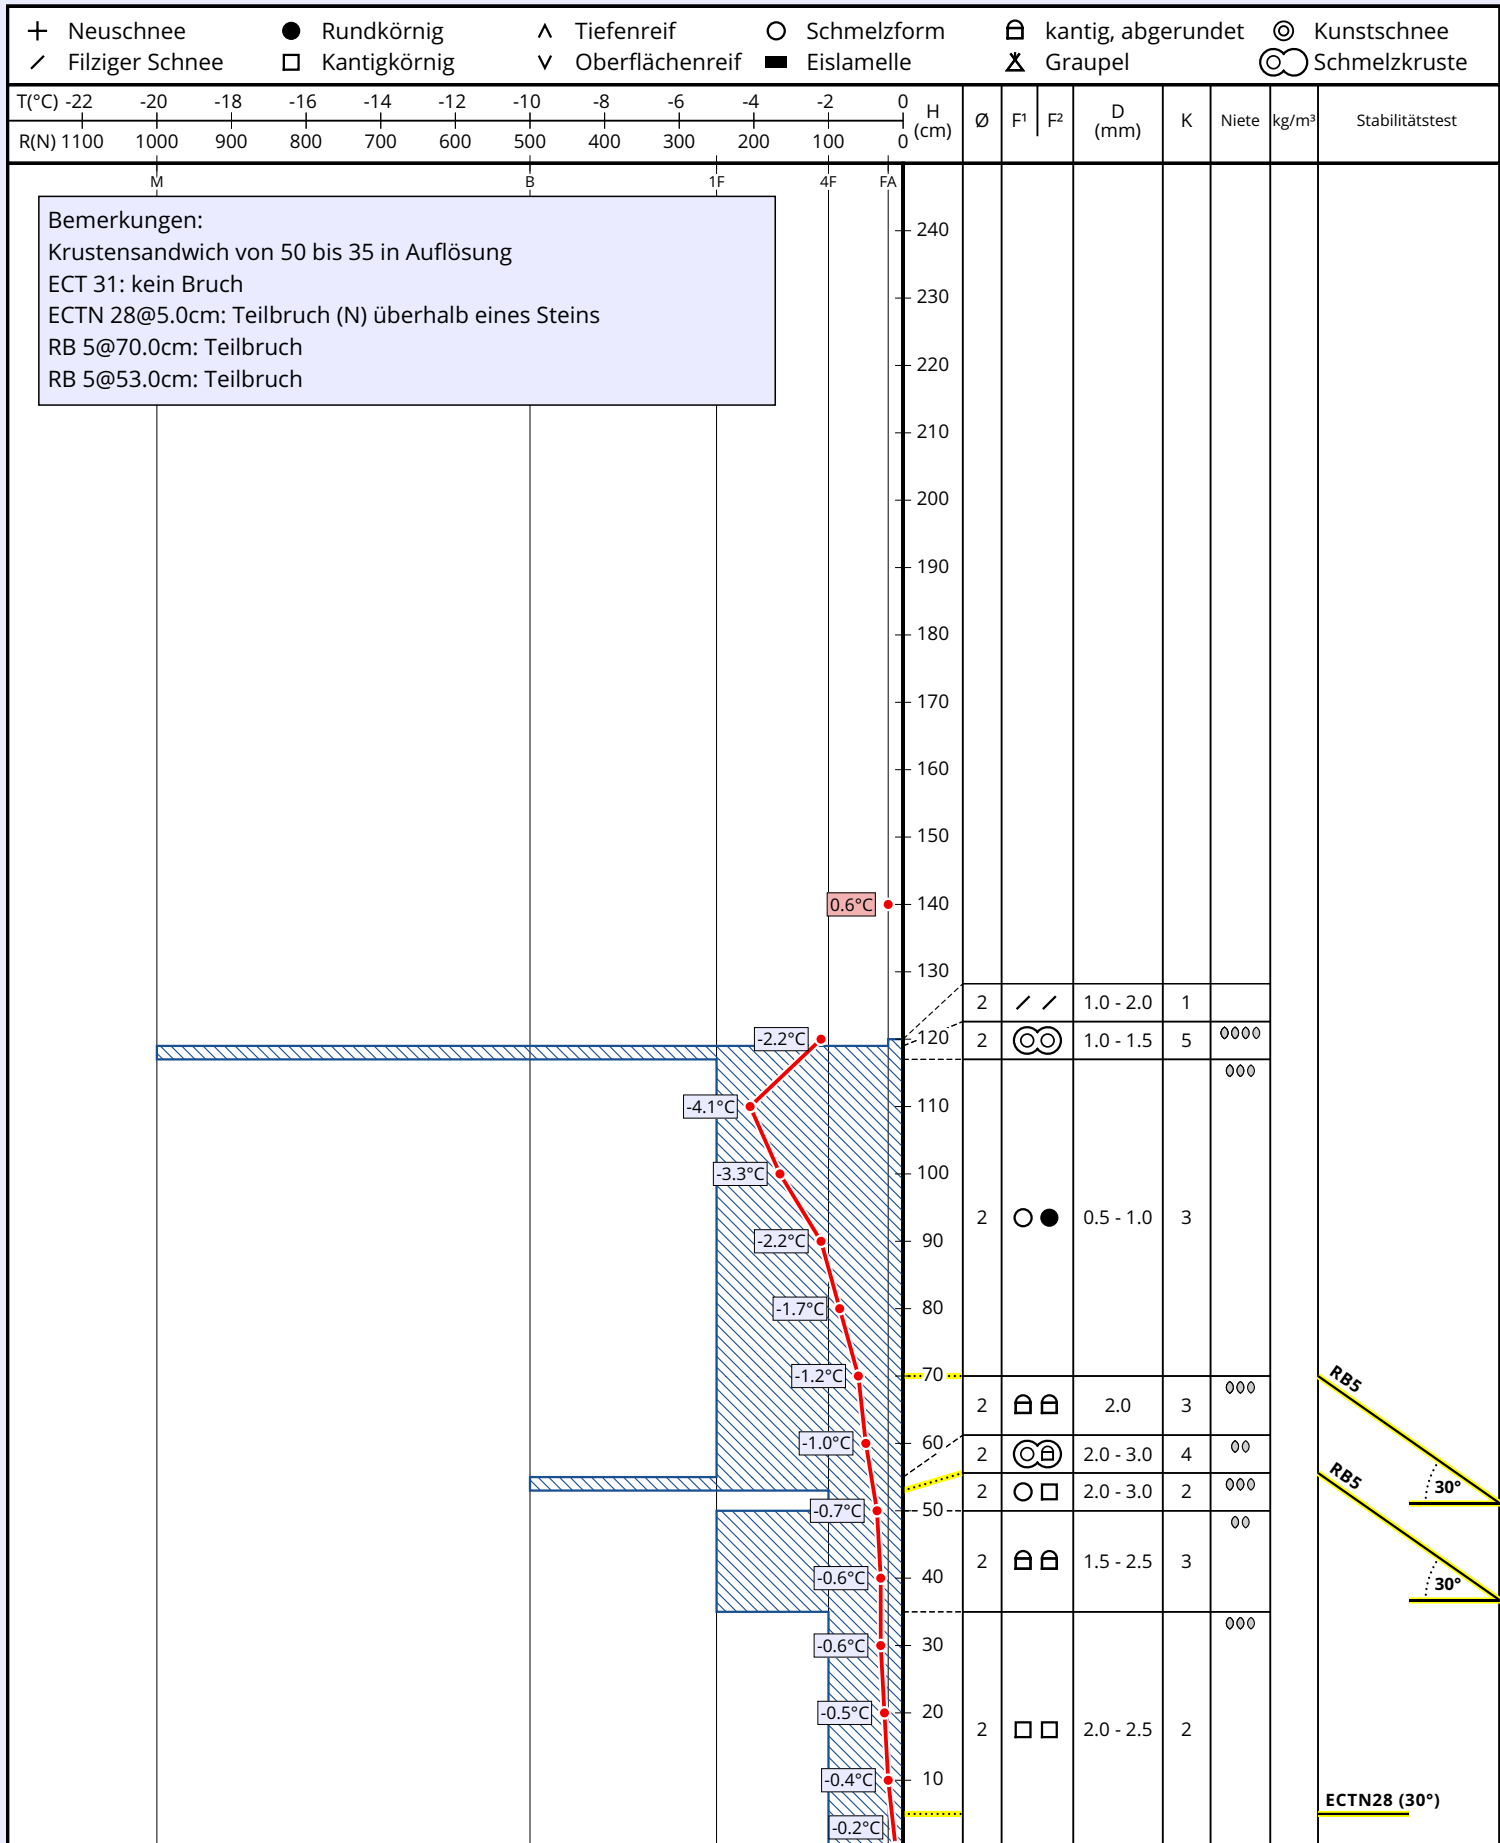 Neuschnee Rundkörnig Tiefenreif Schmelzform kantig, abgerundet Kunstschnee
Filziger Schnee Kantigkörnig Oberflächenreif Eislamelle Graupel Schmelzkruste
T(°C) -22 -20 -18 -16 -14 -12 -10 -8 -6 -4 -2 0
R(N) 1100 1000 900 800 700 600 500 400 300 200 100 0
H (cm) Ø F¹ F² D (mm) K Niete kg/m³ Stabilitätstest
M B 1F 4F FA
Bemerkungen:
Krustensandwich von 50 bis 35 in Auflösung
ECT 31: kein Bruch
ECTN 28@5.0cm: Teilbruch (N) überhalb eines Steins
RB 5@70.0cm: Teilbruch
RB 5@53.0cm: Teilbruch
240
230
220
210
200
190
180
170
160
150
0.6°C 140
130
2 1.0 - 2.0 1
-2.2°C 120 2 1.0 - 1.5 5
-4.1°C 110
-3.3°C 100
2 0.5 - 1.0 3
-2.2°C 90
-1.7°C 80
-1.2°C 70 RB5
2 2.0 3
-1.0°C 60 2 2.0 - 3.0 4
RB5 30°
2 2.0 - 3.0 2
-0.7°C 50
2 1.5 - 2.5 3
-0.6°C 40 30°
-0.6°C 30
-0.5°C 20
2 2.0 - 2.5 2
-0.4°C 10
ECTN28 (30°)
-0.2°C